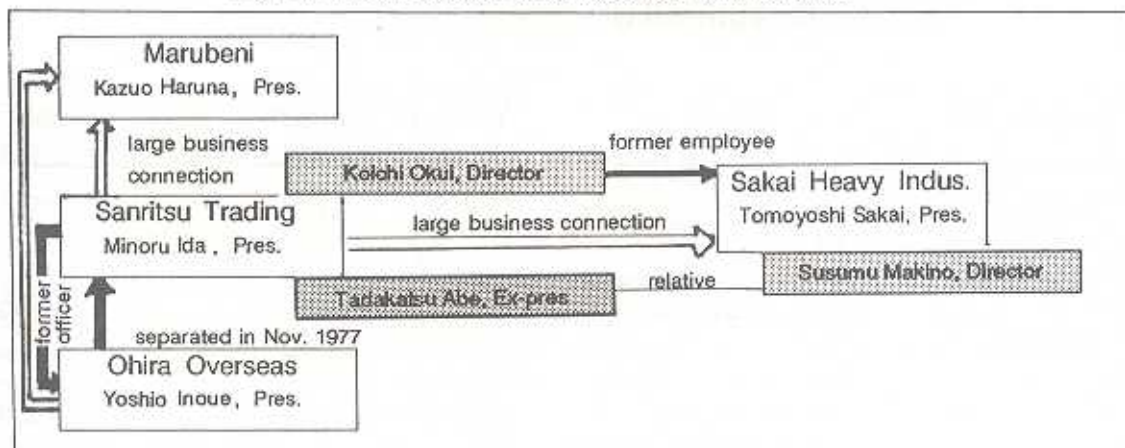 Marubeni
Kazuo Haruna, Pres.
large business
connection
former employee
Koichi Okui, Director
Sakai Heavy Indus.
Tomoyoshi Sakai, Pres.
Sanritsu Trading
Minoru Ida, Pres.
large business connection
Susumu Makino, Director
Tadakatsu Abe, Ex-pres
relative
former
officer
separated in Nov. 1977
Ohira Overseas
Yoshio Inoue, Pres.